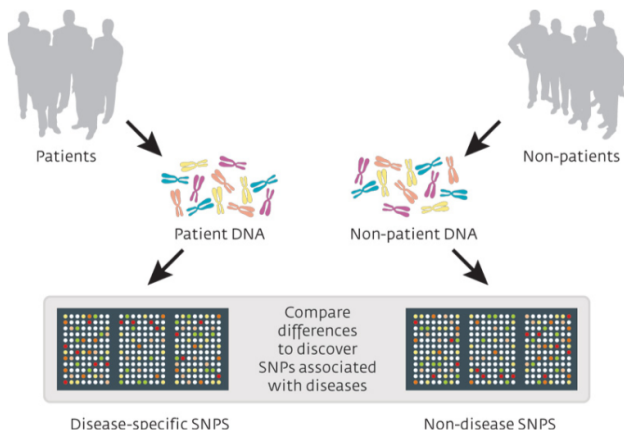 Patients
Non-patients
Patient DNA
Non-patient DNA
Compare
differences
to discover
SNPs associated
with diseases
Disease-specific SNPS
Non-disease SNPS